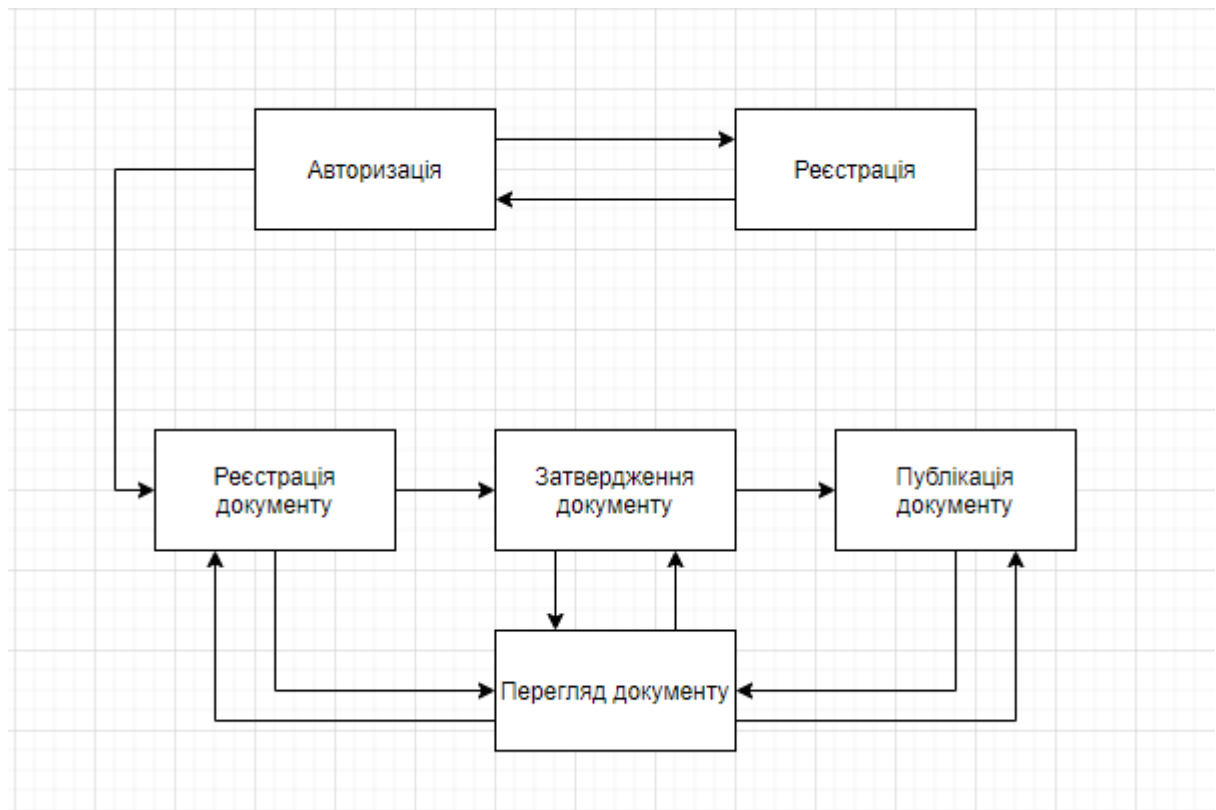 Авторизація
Реєстрація
Реєстрація
документу
Затвердження
документу
Публікація
документу
Перегляд документу